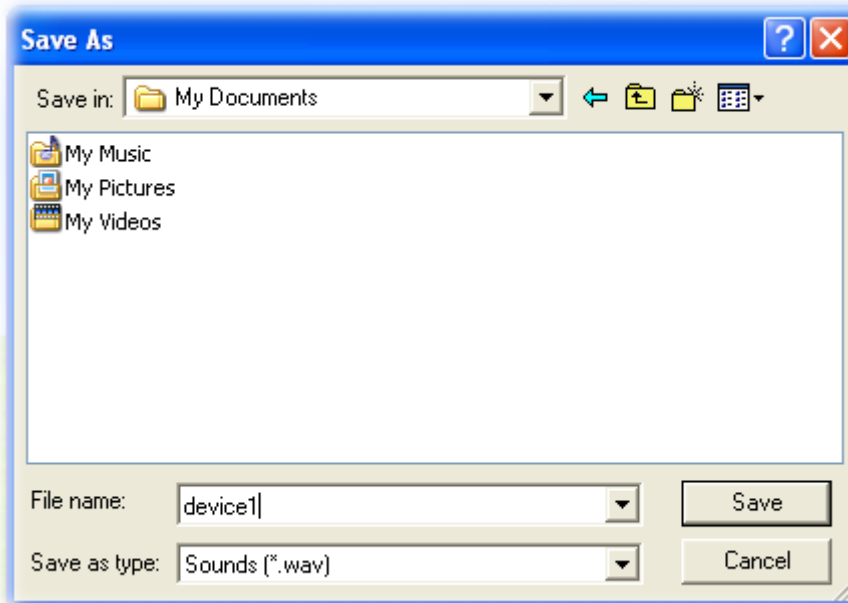 Save As
Save in: My Documents
My Music
My Pictures
My Videos
File name: device1 Save
Save as type: Sounds (*.wav) Cancel